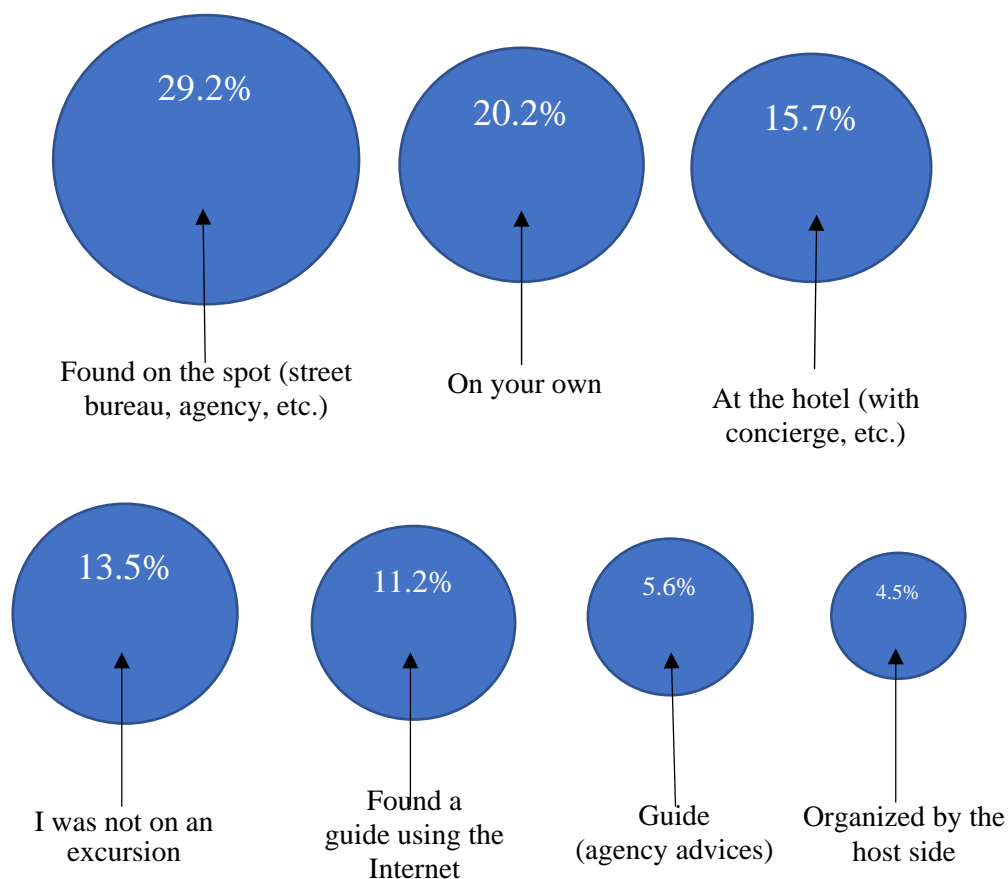 29.2%
20.2%
15.7%
Found on the spot (street
bureau, agency, etc.)
On your own
At the hotel (with
concierge, etc.)
13.5%
11.2%
5.6%
4.5%
I was not on an
excursion
Found a
guide using the
Internet
Guide
(agency advices)
Organized by the
host side